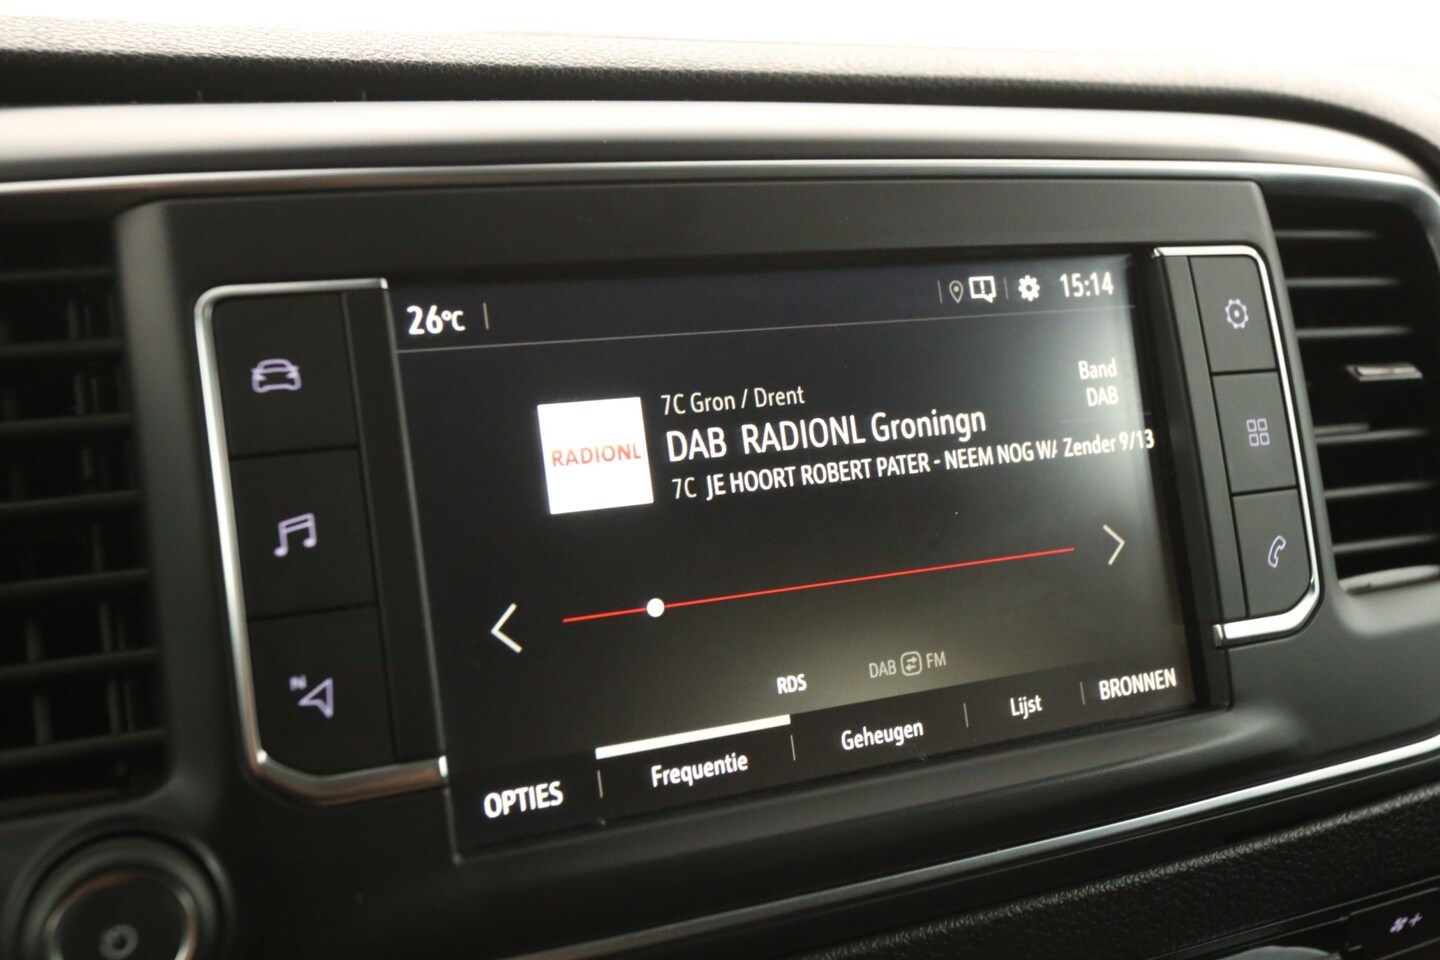 26°C
15:14
7C Gron / Drent
Band
DAB
RADIONL
DAB RADIONL Groningn
7C JE HOORT ROBERT PATER - NEEM NOG W
Zender 9/13
RDS
DAB FM
OPTIES
Frequentie
Geheugen
Lijst
BRONNEN
N